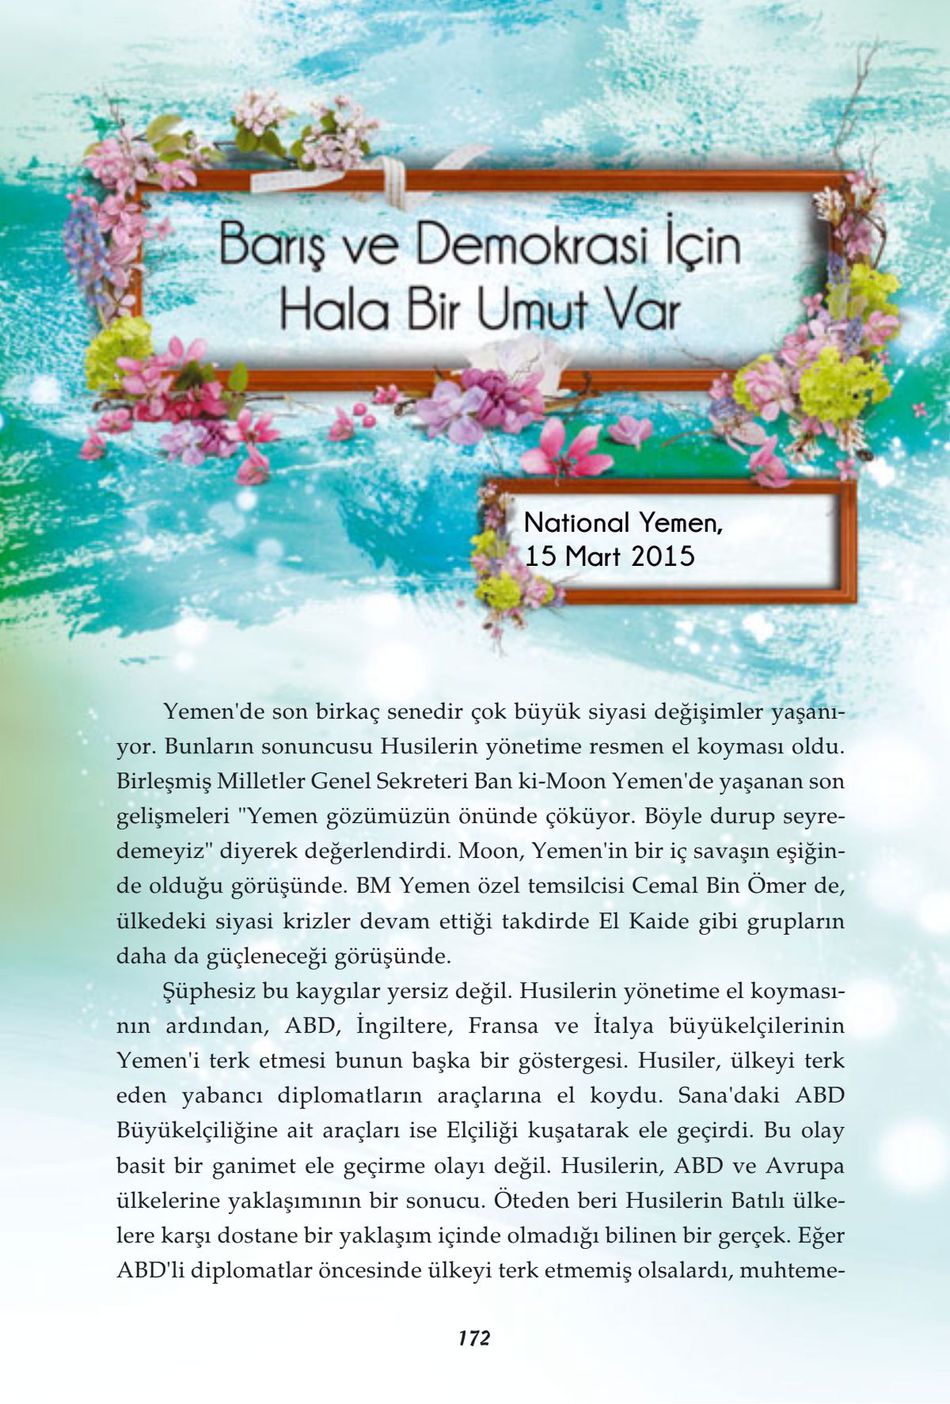 Barış ve Demokrasi İçin
Hala Bir Umut Var
National Yemen,
15 Mart 2015
Yemen'de son birkaç senedir çok büyük siyasi değişimler yaşanı-
yor. Bunların sonuncusu Husilerin yönetime resmen el koyması oldu.
Birleşmiş Milletler Genel Sekreteri Ban ki-Moon Yemen'de yaşanan son
gelişmeleri "Yemen gözümüzün önünde çöküyor. Böyle durup seyre-
demeyiz" diyerek değerlendirdi. Moon, Yemen'in bir iç savaşın eşiğin-
de olduğu görüşünde. BM Yemen özel temsilcisi Cemal Bin Ömer de,
ülkedeki siyasi krizler devam ettiği takdirde El Kaide gibi grupların
daha da güçleneceği görüşünde.
Şüphesiz bu kaygılar yersiz değil. Husilerin yönetime el koyması-
nın ardından, ABD, İngiltere, Fransa ve İtalya büyükelçilerinin
Yemen'i terk etmesi bunun başka bir göstergesi. Husiler, ülkeyi terk
eden yabancı diplomatların araçlarına el koydu. Sana'daki ABD
Büyükelçiliğine ait araçları ise Elçiliği kuşatarak ele geçirdi. Bu olay
basit bir ganimet ele geçirme olayı değil. Husilerin, ABD ve Avrupa
ülkelerine yaklaşımının bir sonucu. Öteden beri Husilerin Batılı ülke-
lere karşı dostane bir yaklaşım içinde olmadığı bilinen bir gerçek. Eğer
ABD'li diplomatlar öncesinde ülkeyi terk etmemiş olsalardı, muhteme-
172